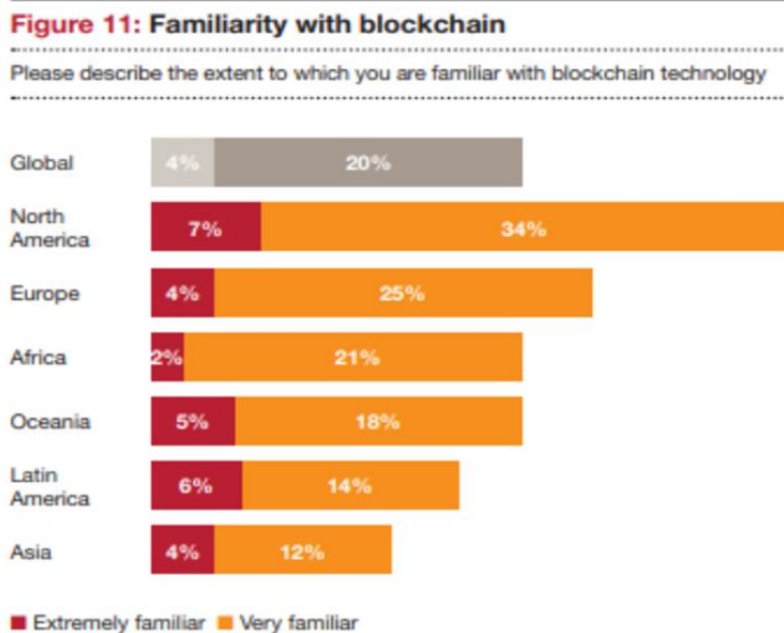 Figure 11: Familiarity with blockchain
Please describe the extent to which you are familiar with blockchain technology
Global 4% 20%
North
America 7% 34%
Europe 4% 25%
Africa 2% 21%
Oceania 5% 18%
Latin
America 6% 14%
Asia 4% 12%
Extremely familiar Very familiar